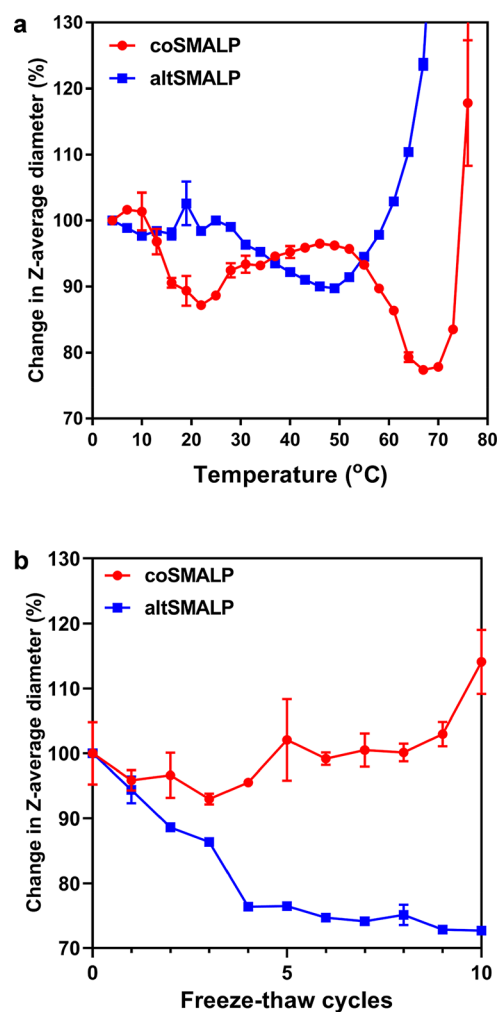 a
130
coSMALP
altSMALP
120
110
100
90
80
70
0 10 20 30 40 50 60 70 80
Change in Z-average diameter (%)
Temperature (°C)
b
130
coSMALP
altSMALP
120
110
100
90
80
70
0 5 10
Change in Z-average diameter (%)
Freeze-thaw cycles